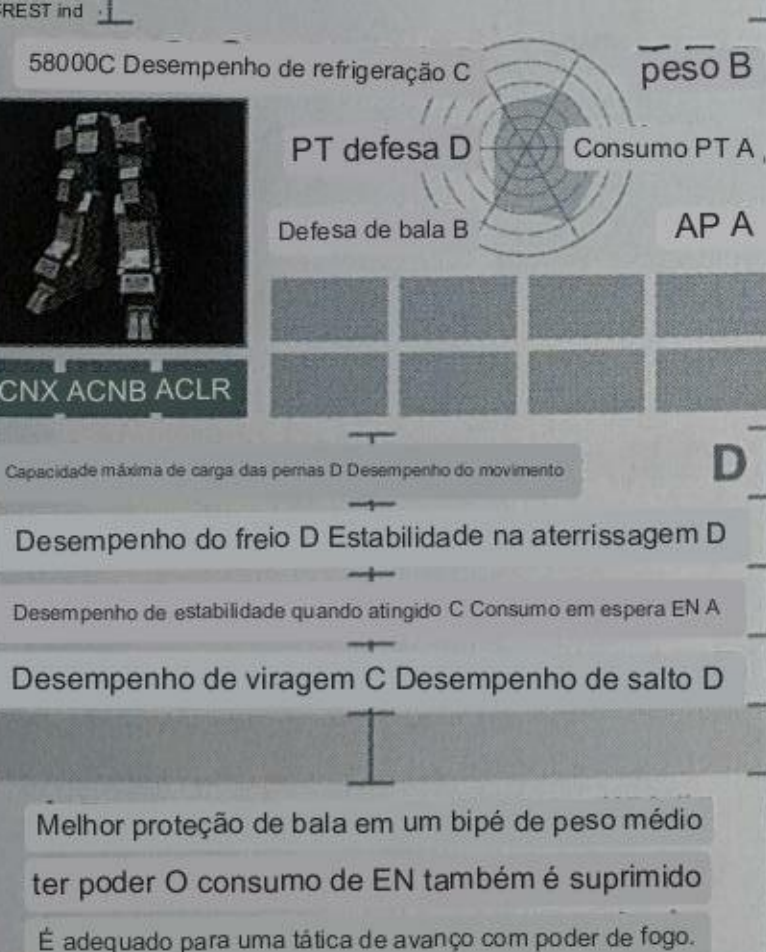 REST ind
58000C Desempenho de refrigeração C
peso B
PT defesa D
Consumo PT A
Defesa de bala B
AP A
CNX ACNB ACLR
Capacidade máxima de carga das pernas D Desempenho do movimento D
Desempenho do freio D Estabilidade na aterrissagem D
Desempenho de estabilidade quando atingido C Consumo em espera EN A
Desempenho de viragem C Desempenho de salto D
Melhor proteção de bala em um bipé de peso médio
ter poder O consumo de EN também é suprimido
É adequado para uma tática de avanço com poder de fogo.